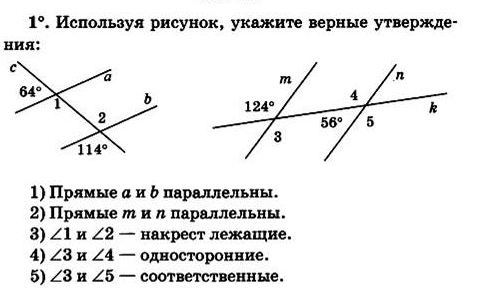 1°. Используя рисунок, укажите верные утвержде-
ния:
c
a
64°
1
b
2
114°
m
n
124°
4
k
3
56°
5
1) Прямые a и b параллельны.
2) Прямые m и n параллельны.
3) ∠1 и ∠2 — накрест лежащие.
4) ∠3 и ∠4 — односторонние.
5) ∠3 и ∠5 — соответственные.